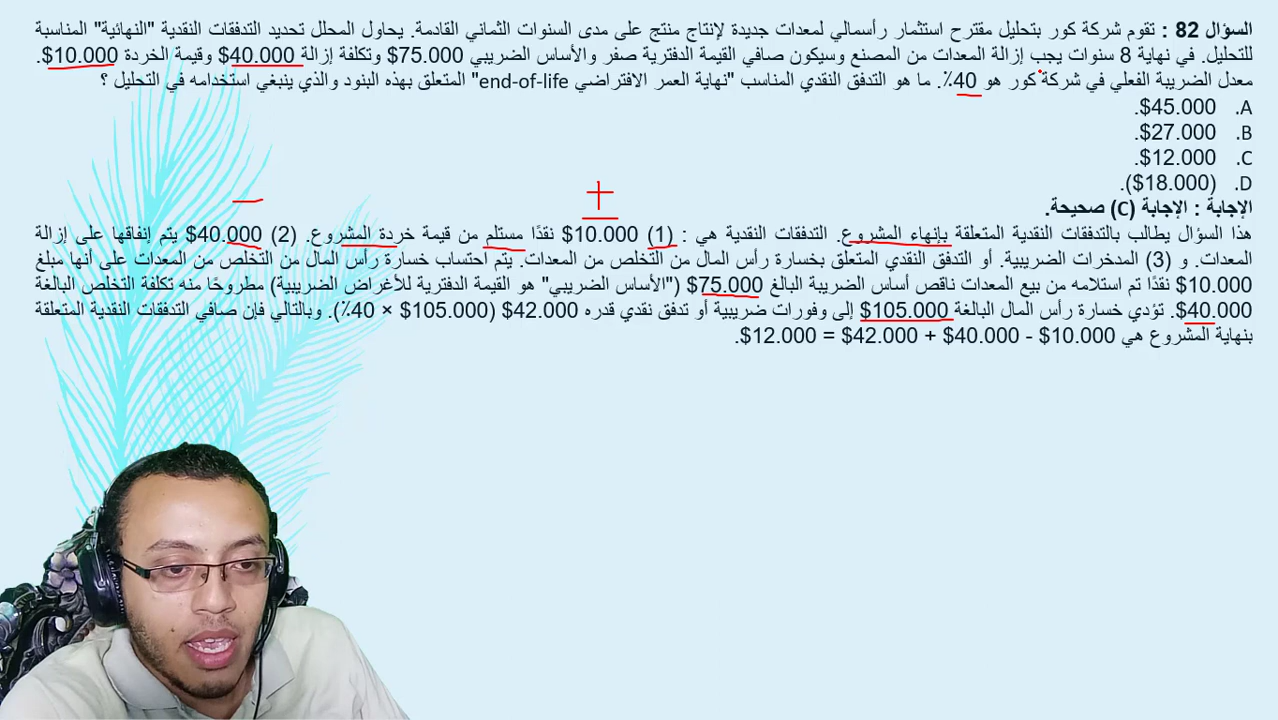 السؤال 82 : تقوم شركة كور بتحليل مقترح استثمار رأسمالي لمعدات جديدة لإنتاج منتج على مدى السنوات الثماني القادمة. يحاول المحلل تحديد التدفقات النقدية "النهائية" المناسبة
للتحليل. في نهاية 8 سنوات يجب إزالة المعدات من المصنع وسيكون صافي القيمة الدفترية صفر والأساس الضريبي 75.000$ وتكلفة إزالة 40.000$ وقيمة الخردة 10.000$.
معدل الضريبة الفعلي في شركة كور هو 40٪. ما هو التدفق النقدي المناسب "نهاية العمر الافتراضي end-of-life" المتعلق بهذه البنود والذي ينبغي استخدامه في التحليل ؟
A. 45.000$.
B. 27.000$.
C. 12.000$.
D. (18.000$).
الإجابة : الإجابة (C) صحيحة.
هذا السؤال يطالب بالتدفقات النقدية المتعلقة بإنهاء المشروع. التدفقات النقدية هي : (1) 10.000$ نقدًا مستلم من قيمة خردة المشروع. (2) 40.000$ يتم إنفاقها على إزالة
المعدات. و (3) المدخرات الضريبية. أو التدفق النقدي المتعلق بخسارة رأس المال من التخلص من المعدات. يتم احتساب خسارة رأس المال من التخلص من المعدات على أنها مبلغ
10.000$ نقدًا تم استلامه من بيع المعدات ناقص أساس الضريبة البالغ 75.000$ ("الأساس الضريبي" هو القيمة الدفترية للأغراض الضريبية) مطروحًا منه تكلفة التخلص البالغة
40.000$. تؤدي خسارة رأس المال البالغة 105.000$ إلى وفورات ضريبية أو تدفق نقدي قدره 42.000$ (105.000$ × 40٪). وبالتالي فإن صافي التدفقات النقدية المتعلقة
بنهاية المشروع هي 10.000$ - 40.000$ + 42.000$ = 12.000$.